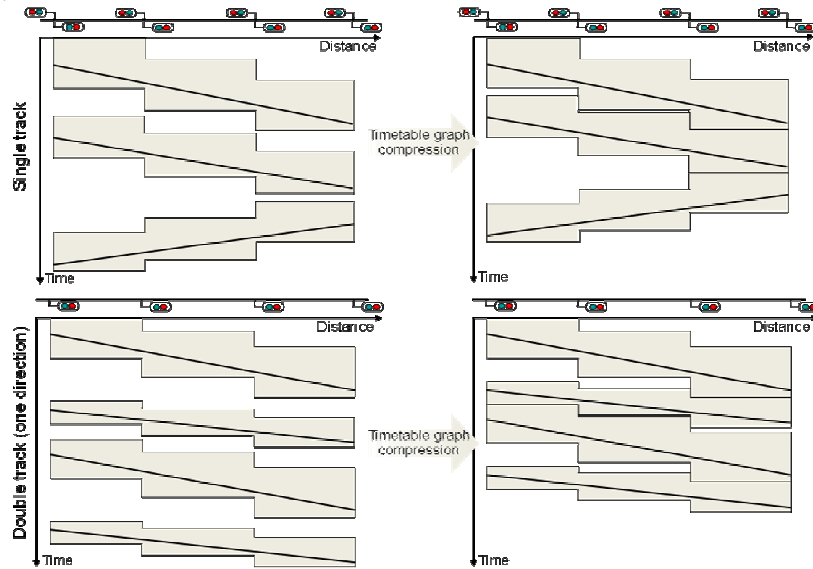 Distance
Distance
Single track
Timetable graph
compression
Time
Time
Distance
Distance
Double track (one direction)
Timetable graph
compression
Time
Time